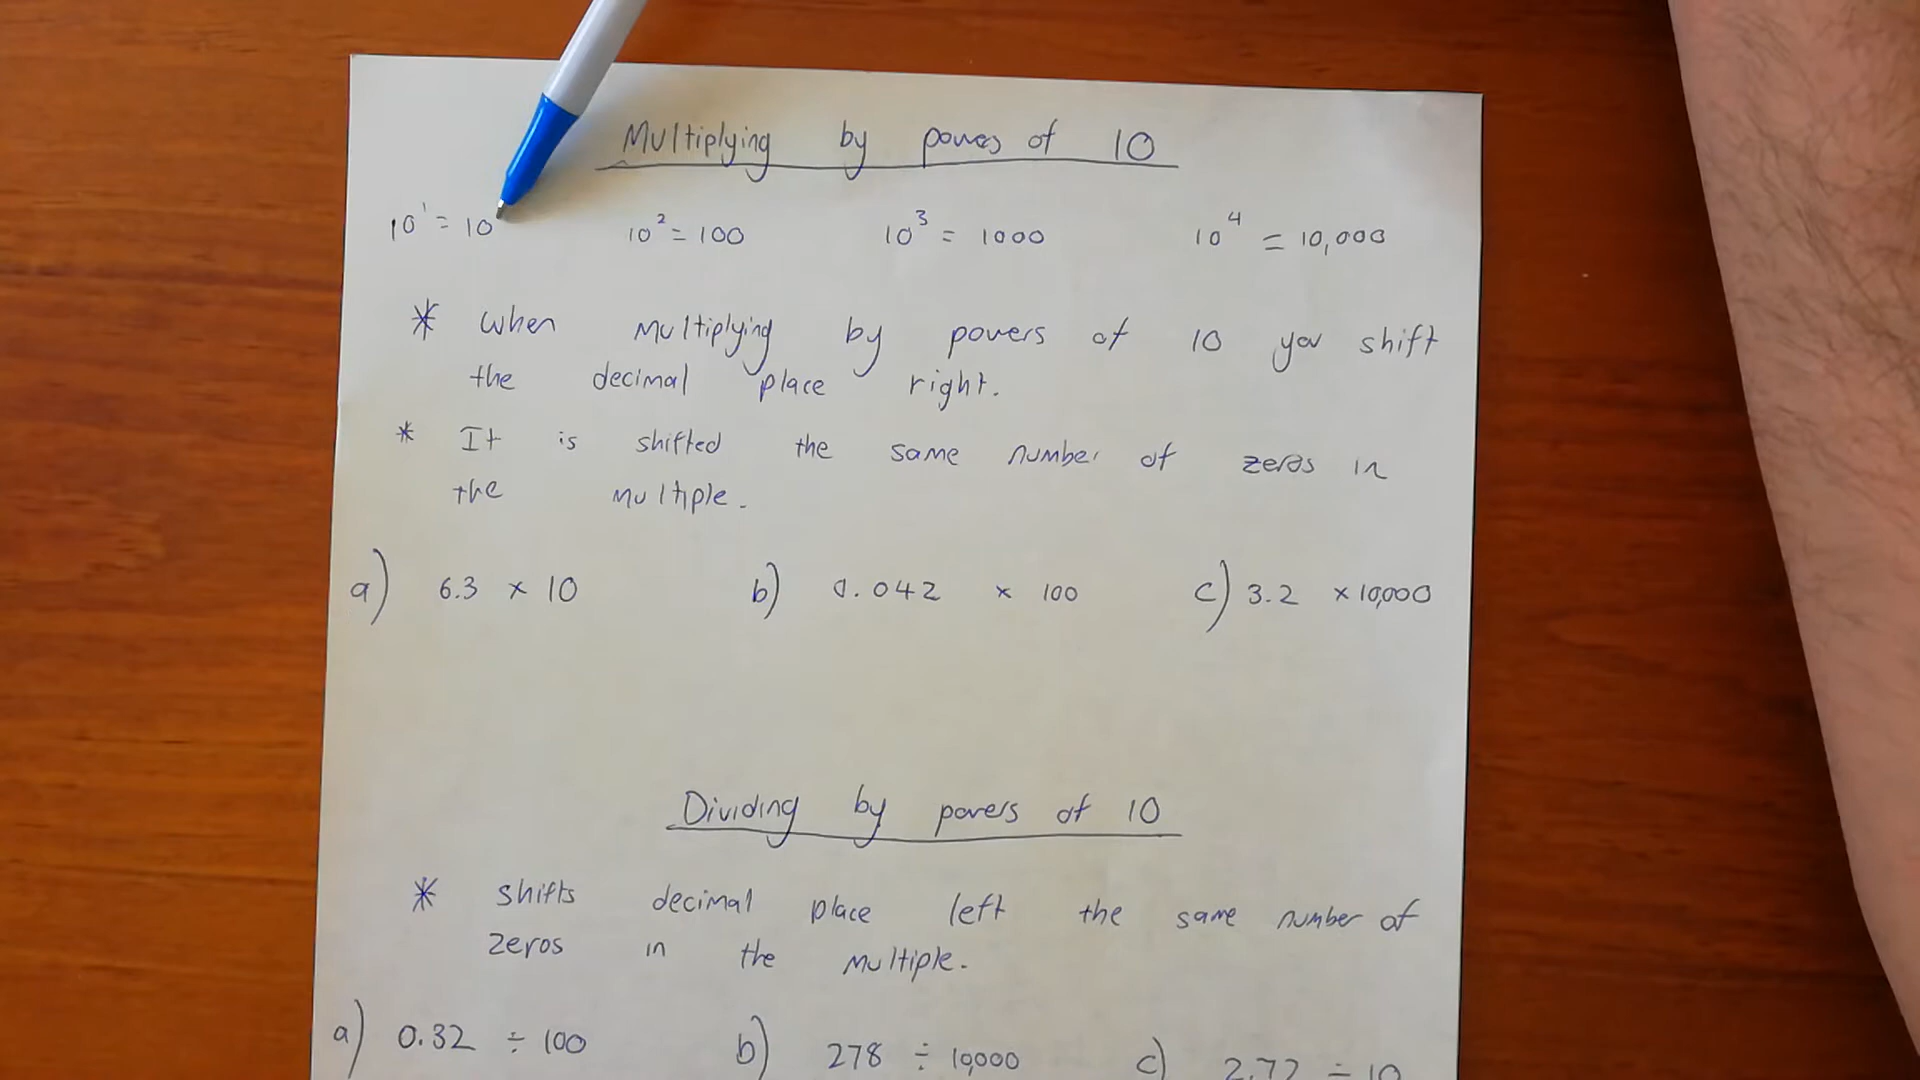 Multiplying by powers of 10
10¹ = 10 10² = 100 10³ = 1000 10⁴ = 10,000
* When multiplying by powers of 10 you shift
the decimal place right.
* It is shifted the same number of zeros in
the multiple.
a) 6.3 × 10 b) 0.042 × 100 c) 3.2 × 10,000
Dividing by powers of 10
* shifts decimal place left the same number of
zeros in the multiple.
a) 0.32 ÷ 100 b) 278 ÷ 10,000 c) 2.72 ÷ 10